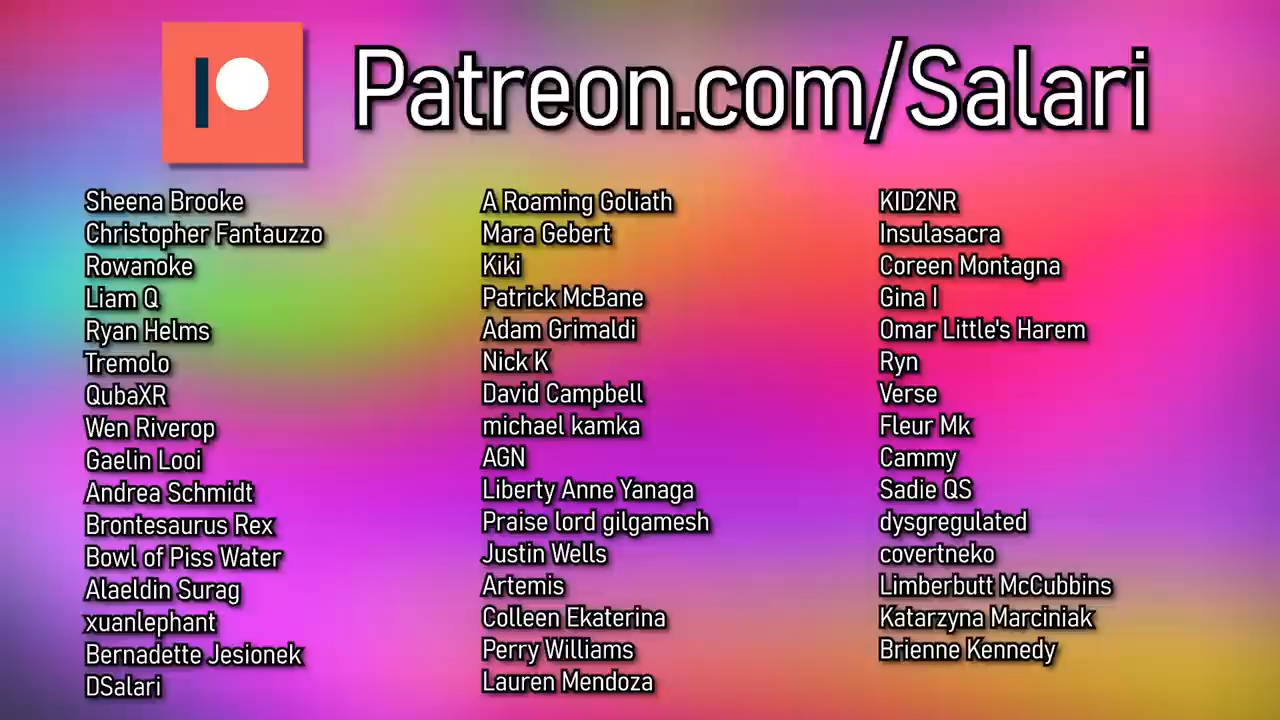 Patreon.com/Salari
Sheena Brooke
Christopher Fantauzzo
Rowanoke
Liam Q
Ryan Helms
Tremolo
QubaXR
Wen Riverop
Gaelin Looi
Andrea Schmidt
Brontesaurus Rex
Bowl of Piss Water
Alaeldin Surag
xuanlephant
Bernadette Jesionek
DSalari
A Roaming Goliath
Mara Gebert
Kiki
Patrick McBane
Adam Grimaldi
Nick K
David Campbell
michael kamka
AGN
Liberty Anne Yanaga
Praise lord gilgamesh
Justin Wells
Artemis
Colleen Ekaterina
Perry Williams
Lauren Mendoza
KID2NR
Insulasacra
Coreen Montagna
Gina I
Omar Little's Harem
Ryn
Verse
Fleur Mk
Cammy
Sadie QS
dysgregulated
covertneko
Limberbutt McCubbins
Katarzyna Marciniak
Brienne Kennedy